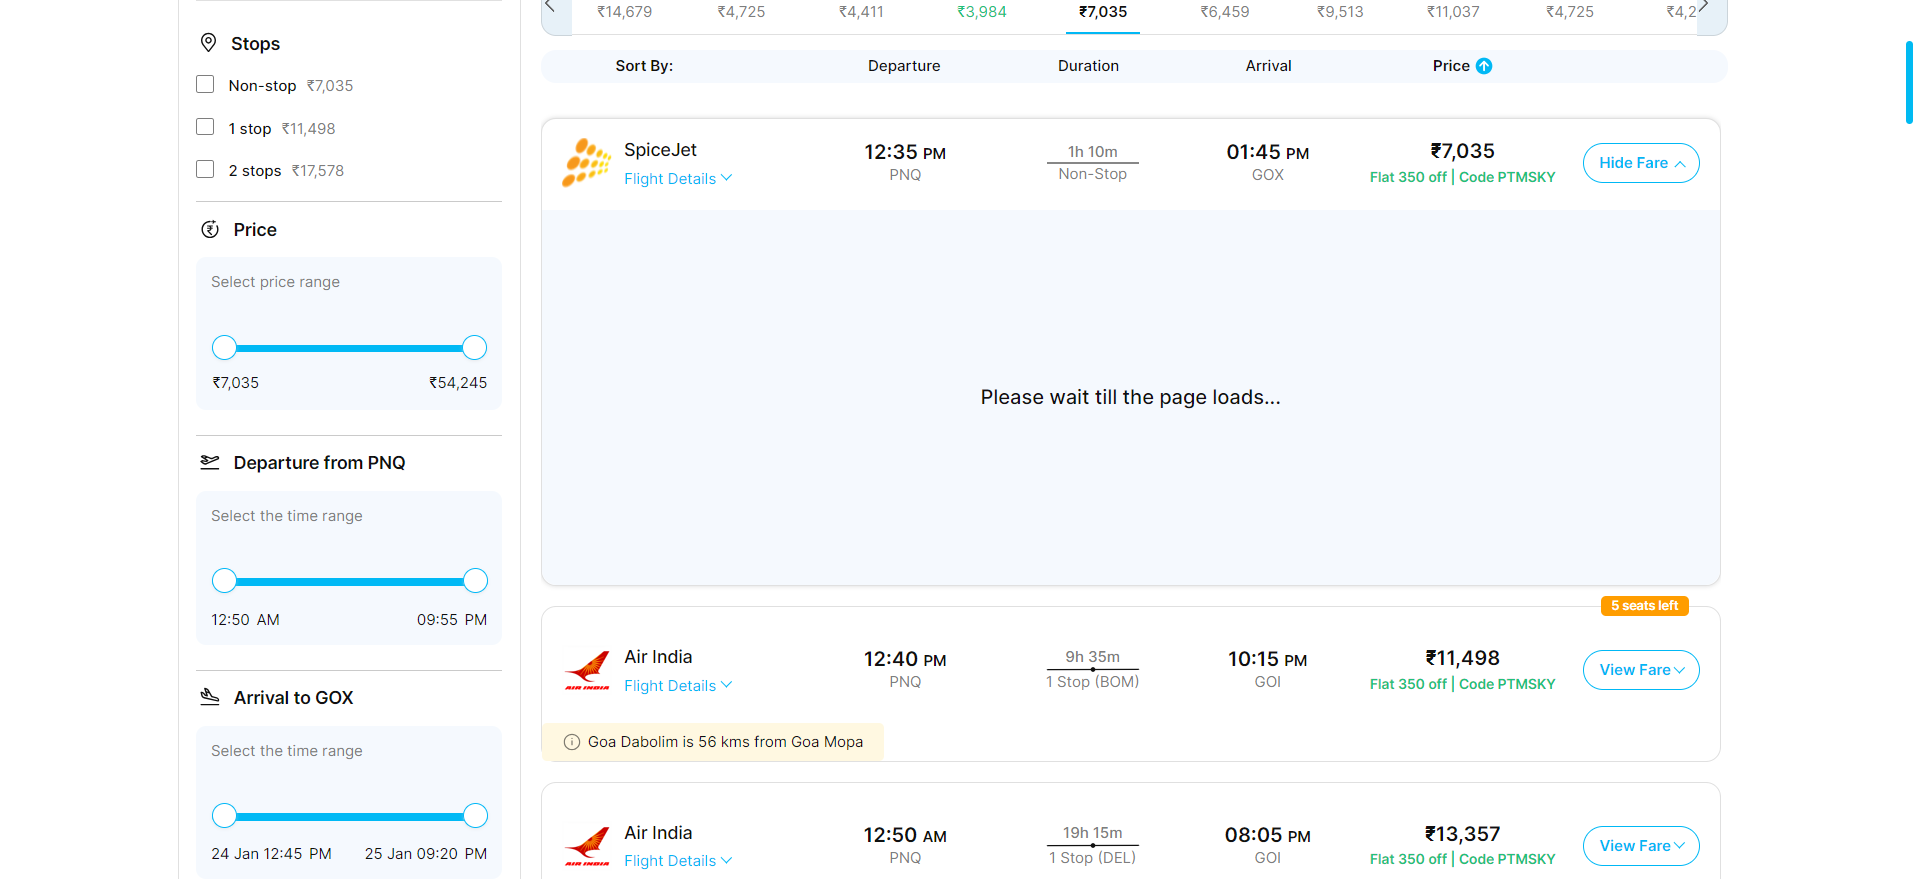 ₹14,679 ₹4,725 ₹4,411 ₹3,984 ₹7,035 ₹6,459 ₹9,513 ₹11,037 ₹4,725 ₹4,2
Sort By: Departure Duration Arrival Price
Stops
Non-stop ₹7,035
1 stop ₹11,498
2 stops ₹17,578
Price
Select price range
₹7,035 ₹54,245
Departure from PNQ
Select the time range
12:50 AM 09:55 PM
Arrival to GOX
Select the time range
24 Jan 12:45 PM 25 Jan 09:20 PM
SpiceJet 12:35 PM 1h 10m 01:45 PM ₹7,035 Hide Fare
Flight Details PNQ Non-Stop GOX Flat 350 off | Code PTMSKY
Please wait till the page loads...
5 seats left
Air India 12:40 PM 9h 35m 10:15 PM ₹11,498 View Fare
Flight Details PNQ 1 Stop (BOM) GOI Flat 350 off | Code PTMSKY
Goa Dabolim is 56 kms from Goa Mopa
Air India 12:50 AM 19h 15m 08:05 PM ₹13,357 View Fare
Flight Details PNQ 1 Stop (DEL) GOI Flat 350 off | Code PTMSKY
AIR INDIA
AIR INDIA